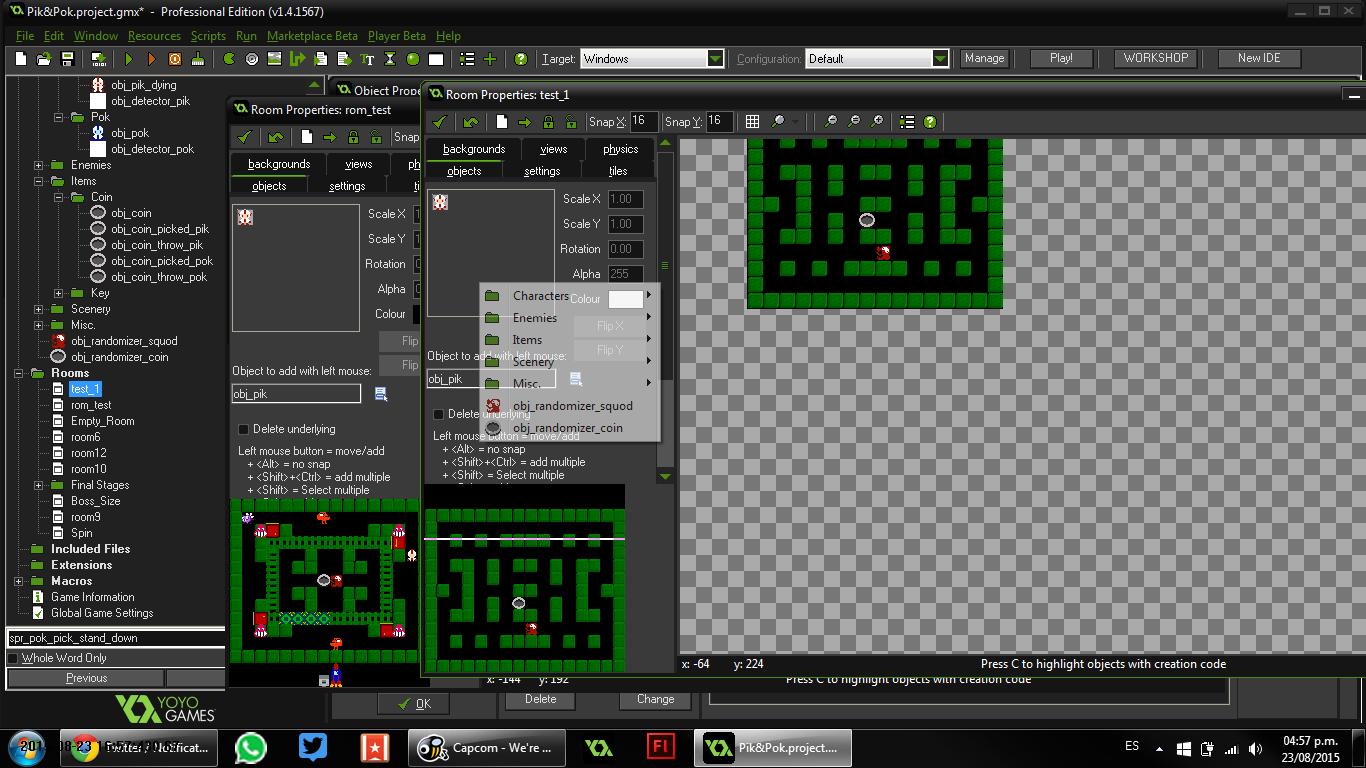 Pik&Pok.project.gmx* - Professional Edition (v1.4.1567)
File Edit Window Resources Scripts Run Marketplace Beta Player Beta Help
Target: Windows Configuration: Default Manage Play! WORKSHOP New IDE
obj_pik_dying
obj_detector_pik
Pok
obj_pok
obj_detector_pok
Enemies
Items
Coin
obj_coin
obj_coin_picked_pik
obj_coin_throw_pik
obj_coin_picked_pok
obj_coin_throw_pok
Key
Scenery
Misc.
obj_randomizer_squod
obj_randomizer_coin
Rooms
test_1
rom_test
Empty_Room
room6
room12
room10
Final Stages
Boss_Size
room9
Spin
Included Files
Extensions
Macros
Game Information
Global Game Settings
spr_pok_pick_stand_down
Whole Word Only
Previous
YOYO
GAMES
Object Prope
Room Properties: rom_test
Snap
backgrounds views ph
objects settings ti
Scale X 1
Scale Y 1
Rotation 0
Alpha
Colour
Flip
Flip
Object to add with left mouse:
obj_pik
Delete underlying
Left mouse button = move/add
+ <Alt> = no snap
+ <Shift>+<Ctrl> = add multiple
+ <Shift> = Select multiple
Room Properties: test_1
Snap X: 16 Snap Y: 16
backgrounds views physics
objects settings tiles
Scale X 1.00
Scale Y 1.00
Rotation 0.00
Alpha 255
Colour
Flip X
Flip Y
Object to add with left mouse:
obj_pik
Delete underlying
Left mouse button = move/add
+ <Alt> = no snap
+ <Shift>+<Ctrl> = add multiple
+ <Shift> = Select multiple
Characters
Enemies
Items
Scenery
Misc.
obj_randomizer_squod
obj_randomizer_coin
x: -64 y: 224 Press C to highlight objects with creation code
x: -144 y: 192 Press C to highlight objects with creation code
OK Delete Change
Twitter / Notificat...
Capcom - We're ...
Fl
Pik&Pok.project....
ES
04:57 p.m.
23/08/2015